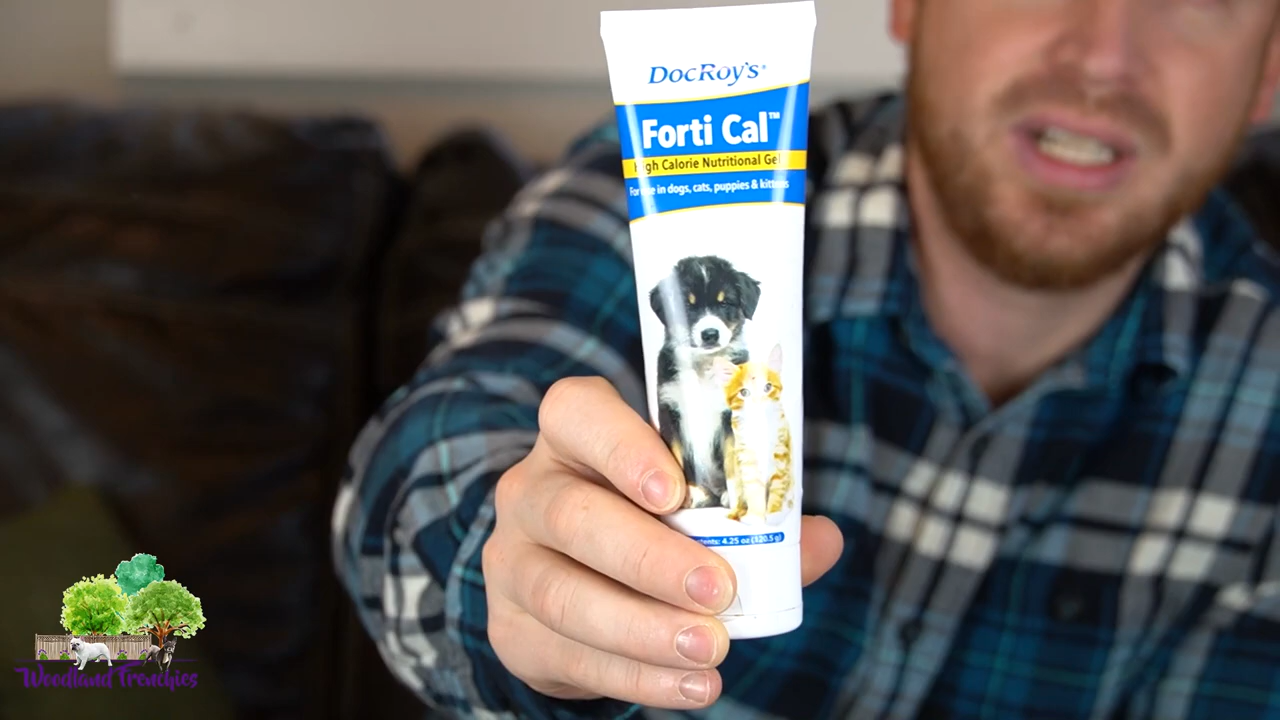 DocRoy's®
Forti Cal™
High Calorie Nutritional Gel
For use in dogs, cats, puppies & kittens
4.25 oz (120.5 g)
Woodland Frenchies